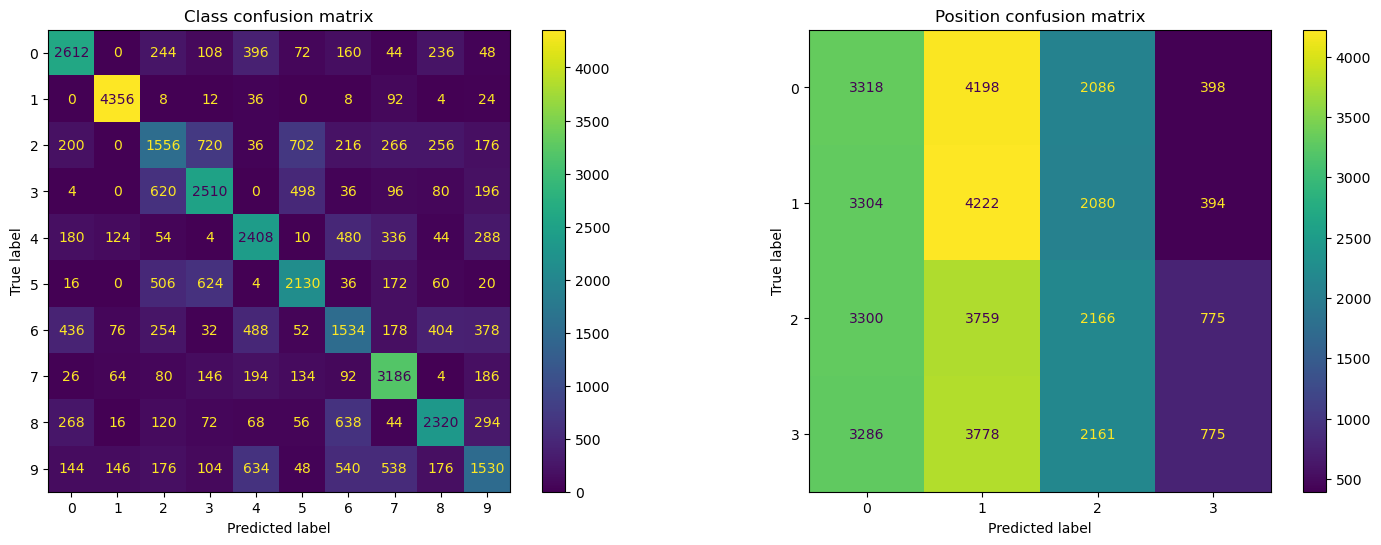 Class confusion matrix
0 2612 0 244 108 396 72 160 44 236 48
1 0 4356 8 12 36 0 8 92 4 24
2 200 0 1556 720 36 702 216 266 256 176
3 4 0 620 2510 0 498 36 96 80 196
4 180 124 54 4 2408 10 480 336 44 288
5 16 0 506 624 4 2130 36 172 60 20
6 436 76 254 32 488 52 1534 178 404 378
7 26 64 80 146 194 134 92 3186 4 186
8 268 16 120 72 68 56 638 44 2320 294
9 144 146 176 104 634 48 540 538 176 1530
0 1 2 3 4 5 6 7 8 9
Predicted label
True label
4000
3500
3000
2500
2000
1500
1000
500
0
Position confusion matrix
0 3318 4198 2086 398
1 3304 4222 2080 394
2 3300 3759 2166 775
3 3286 3778 2161 775
0 1 2 3
Predicted label
True label
4000
3500
3000
2500
2000
1500
1000
500